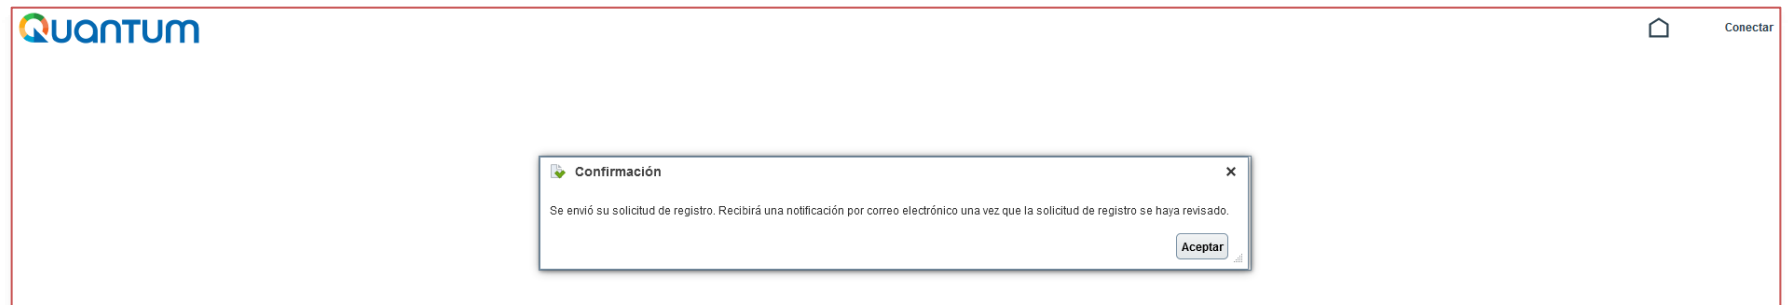 Quantum
Conectar
Confirmación
Se envió su solicitud de registro. Recibirá una notificación por correo electrónico una vez que la solicitud de registro se haya revisado.
Aceptar